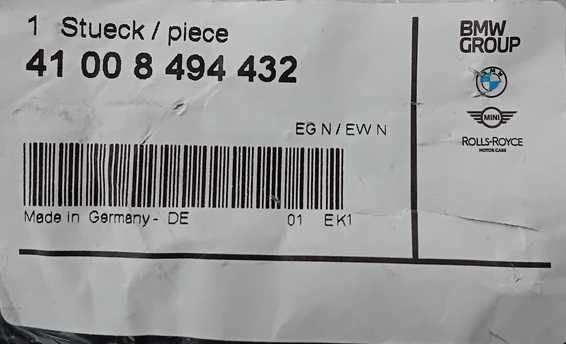 1 Stueck / piece
41 00 8 494 432
EG N / EW N
Made in Germany - DE 01 EK1
BMW
GROUP
MINI
ROLLS-ROYCE
MOTOR CARS